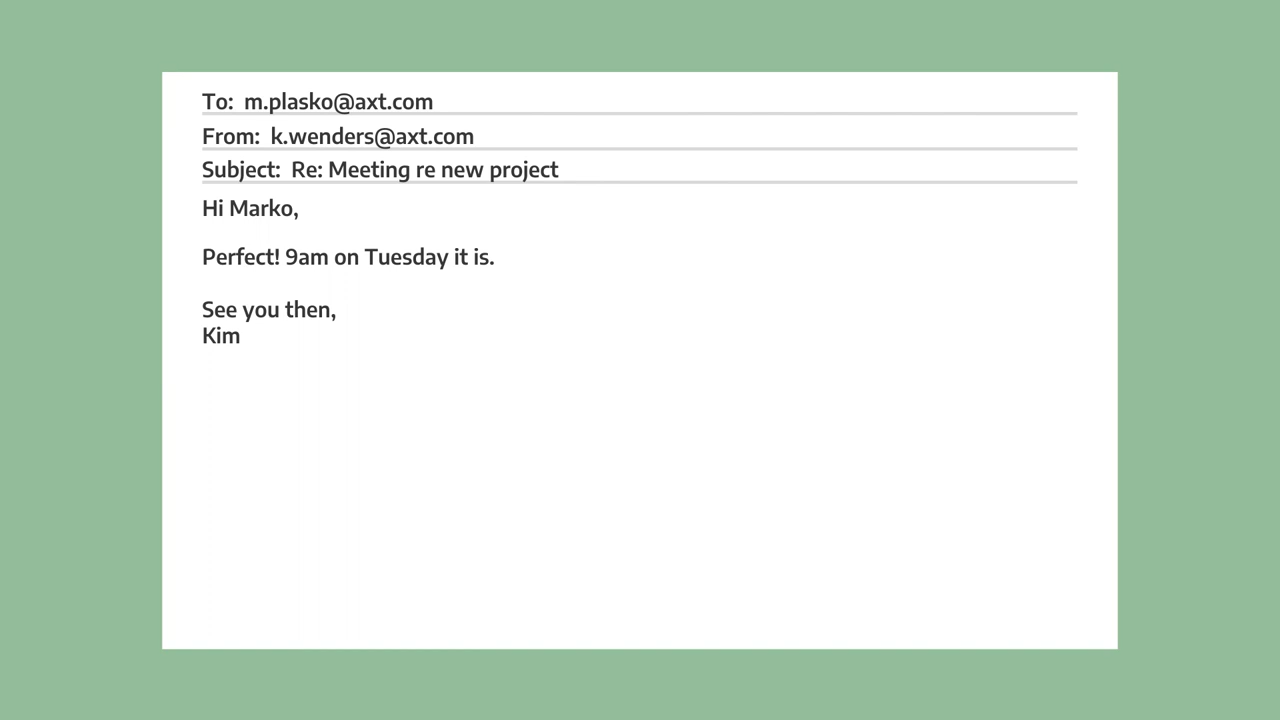 To: m.plasko@axt.com
From: k.wenders@axt.com
Subject: Re: Meeting re new project
Hi Marko,
Perfect! 9am on Tuesday it is.
See you then,
Kim